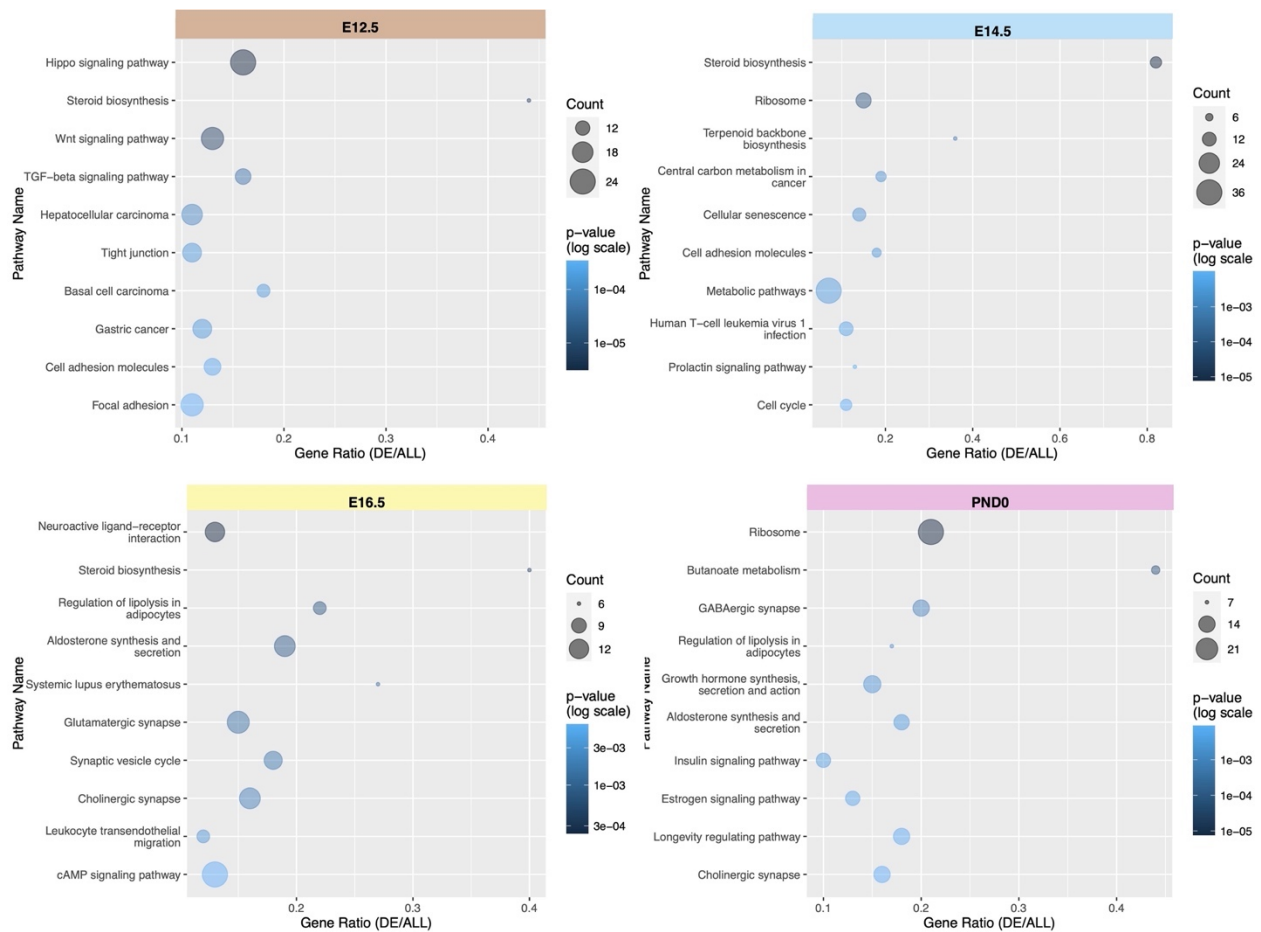 E12.5
Pathway Name
Hippo signaling pathway
Steroid biosynthesis
Wnt signaling pathway
TGF−beta signaling pathway
Hepatocellular carcinoma
Tight junction
Basal cell carcinoma
Gastric cancer
Cell adhesion molecules
Focal adhesion
0.1 0.2 0.3 0.4
Gene Ratio (DE/ALL)
Count
12
18
24
p−value
(log scale)
1e−04
1e−05
E14.5
Pathway Name
Steroid biosynthesis
Ribosome
Terpenoid backbone
biosynthesis
Central carbon metabolism in
cancer
Cellular senescence
Cell adhesion molecules
Metabolic pathways
Human T−cell leukemia virus 1
infection
Prolactin signaling pathway
Cell cycle
0.2 0.4 0.6 0.8
Gene Ratio (DE/ALL)
Count
6
12
24
36
p−value
(log scale
1e−03
1e−04
1e−05
E16.5
Pathway Name
Neuroactive ligand−receptor
interaction
Steroid biosynthesis
Regulation of lipolysis in
adipocytes
Aldosterone synthesis and
secretion
Systemic lupus erythematosus
Glutamatergic synapse
Synaptic vesicle cycle
Cholinergic synapse
Leukocyte transendothelial
migration
cAMP signaling pathway
0.2 0.3 0.4
Gene Ratio (DE/ALL)
Count
6
9
12
p−value
(log scale)
3e−03
1e−03
3e−04
PND0
Pathway Name
Ribosome
Butanoate metabolism
GABAergic synapse
Regulation of lipolysis in
adipocytes
Growth hormone synthesis,
secretion and action
Aldosterone synthesis and
secretion
Insulin signaling pathway
Estrogen signaling pathway
Longevity regulating pathway
Cholinergic synapse
0.1 0.2 0.3 0.4
Gene Ratio (DE/ALL)
Count
7
14
21
p−value
(log scale
1e−03
1e−04
1e−05